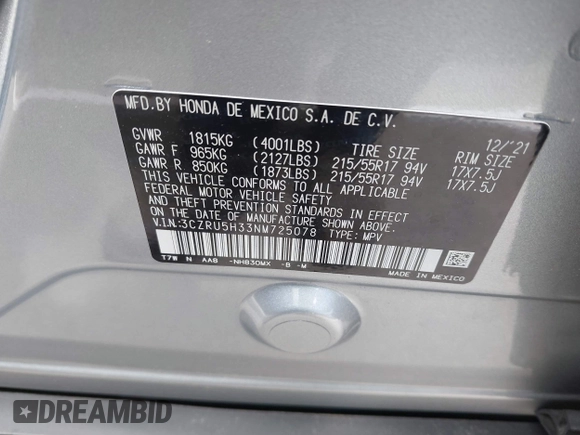 MFD.BY HONDA DE MEXICO S.A. DE C.V.
12/'21
GVWR 1815KG (4001LBS) TIRE SIZE RIM SIZE
GAWR F 965KG (2127LBS) 215/55R17 94V 17X7.5J
GAWR R 850KG (1873LBS) 215/55R17 94V 17X7.5J
THIS VEHICLE CONFORMS TO ALL APPLICABLE
FEDERAL MOTOR VEHICLE SAFETY
AND THEFT PREVENTION STANDARDS IN EFFECT
ON THE DATE OF MANUFACTURE SHOWN ABOVE.
V.I.N:3CZRU5H33NM725078 TYPE: MPV
T7W N AAB -NH830MX -B -M
MADE IN MEXICO
DREAMBID